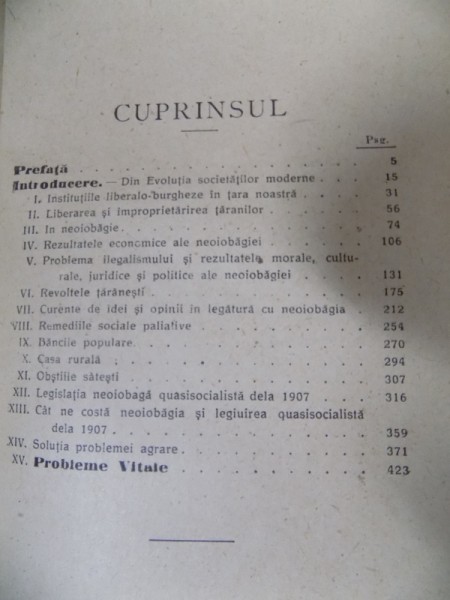 CUPRINSUL
Pag.
Prefață . . . . . . . . . . . . . 5
Introducere. — Din Evoluția societăților moderne . . . 15
I. Instituțiile liberalo-burgheze în țara noastră . . . 31
II. Liberarea și improprietărirea țăranilor . . . . . 56
III. In neoiobăgie . . . . . . . . . . . 74
IV. Rezultatele economice ale neoiobăgiei . . . . . 106
V. Problema ilegalismului și rezultatele morale, cultu-
rale, juridice și politice ale neoiobăgiei . . . . 131
VI. Revoltele țărănești . . . . . . . . . . 175
VII. Curente de idei și opinii in legătură cu neoiobăgia . 212
VIII. Remediile sociale paliative . . . . . . . . 254
IX. Băncile populare. . . . . . . . . . . 270
X. Casa rurală . . . . . . . . . . . . 294
XI. Obștiile sătești . . . . . . . . . . . 307
XII. Legislația neoiobagă quasisocialistă dela 1907 . . . 316
XIII. Cât ne costă neoiobăgia și legiuirea quasisocialistă
dela 1907 . . . . . . . . . . . . 359
XIV. Soluția problemei agrare . . . . . . . . 371
XV. Probleme Vitale . . . . . . . . . . 423